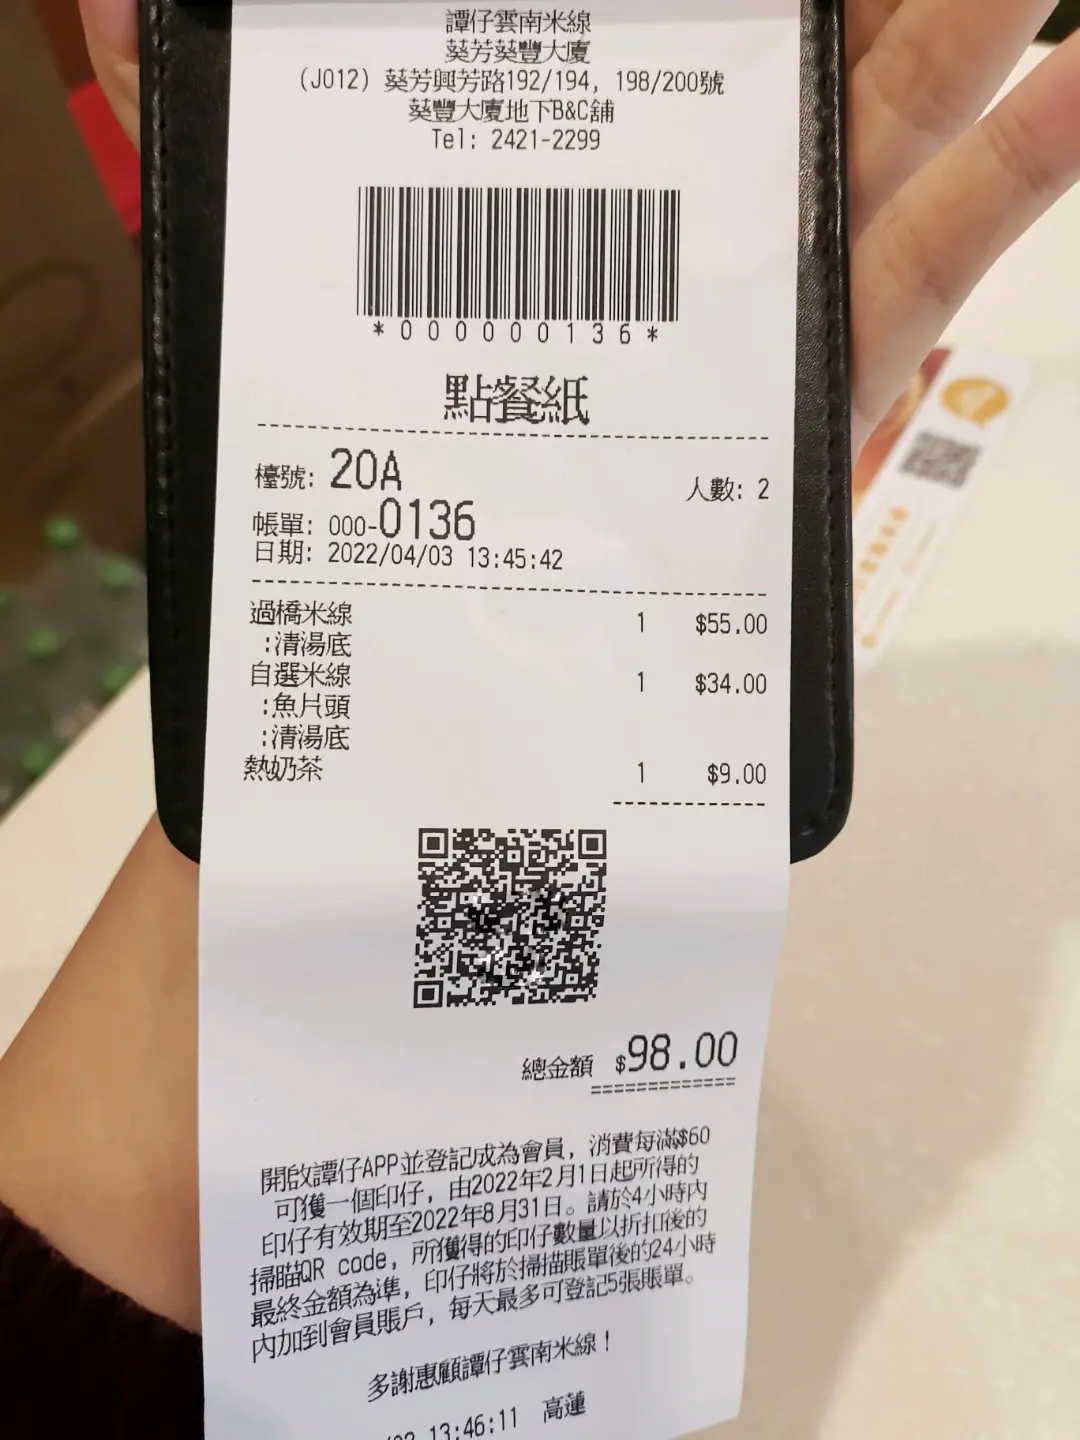 譚仔雲南米線
葵芳葵豐大廈
(J012) 葵芳興芳路192/194, 198/200號
葵豐大廈地下B&C舖
Tel: 2421-2299
*000000136*
點餐紙
檯號: 20A 人數: 2
帳單: 000-0136
日期: 2022/04/03 13:45:42
過橋米線 1 $55.00
:清湯底
自選米線 1 $34.00
:魚片頭
:清湯底
熱奶茶 1 $9.00
總金額 $98.00
開啟譚仔APP並登記成為會員, 消費每滿$60
可獲一個印仔, 由2022年2月1日起所得的
印仔有效期至2022年8月31日。請於4小時內
掃瞄QR code, 所獲得的印仔數量以折扣後的
最終金額為準, 印仔將於掃描賬單後的24小時
內加到會員賬戶, 每天最多可登記5張賬單。
多謝惠顧譚仔雲南米線!
13:46:11 高蓮